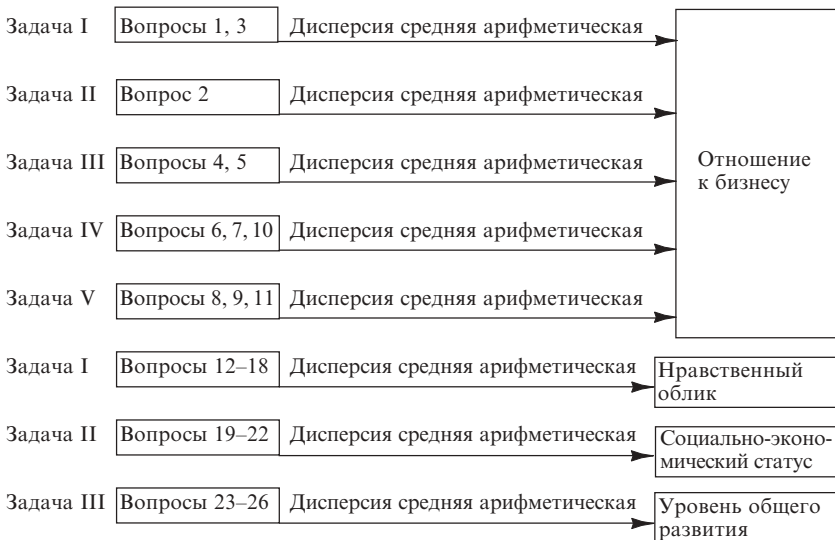 Задача I Вопросы 1, 3 Дисперсия средняя арифметическая
Задача II Вопрос 2 Дисперсия средняя арифметическая
Задача III Вопросы 4, 5 Дисперсия средняя арифметическая
Отношение
к бизнесу
Задача IV Вопросы 6, 7, 10 Дисперсия средняя арифметическая
Задача V Вопросы 8, 9, 11 Дисперсия средняя арифметическая
Задача I Вопросы 12–18 Дисперсия средняя арифметическая
Нравственный
облик
Задача II Вопросы 19–22 Дисперсия средняя арифметическая
Социально-эконо-
мический статус
Задача III Вопросы 23–26 Дисперсия средняя арифметическая
Уровень общего
развития